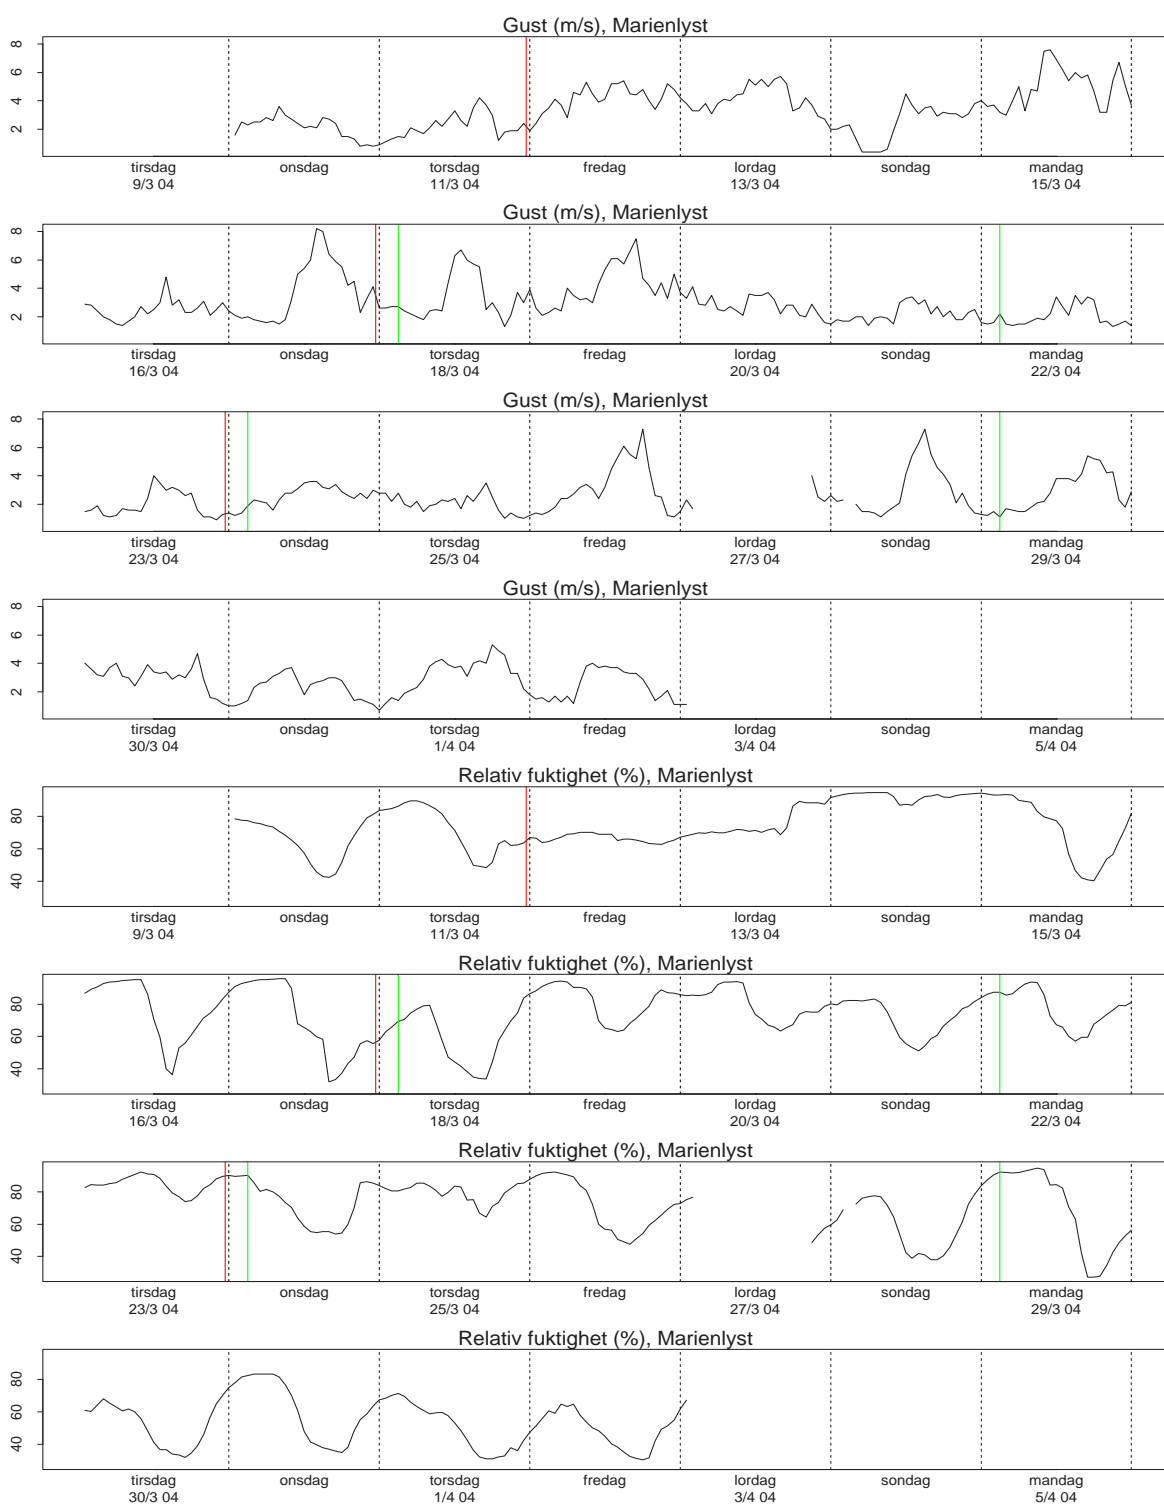 Gust (m/s), Marienlyst
8
6
4
2
tirsdag onsdag torsdag fredag lordag sondag mandag
9/3 04 11/3 04 13/3 04 15/3 04
Gust (m/s), Marienlyst
8
6
4
2
tirsdag onsdag torsdag fredag lordag sondag mandag
16/3 04 18/3 04 20/3 04 22/3 04
Gust (m/s), Marienlyst
8
6
4
2
tirsdag onsdag torsdag fredag lordag sondag mandag
23/3 04 25/3 04 27/3 04 29/3 04
Gust (m/s), Marienlyst
8
6
4
2
tirsdag onsdag torsdag fredag lordag sondag mandag
30/3 04 1/4 04 3/4 04 5/4 04
Relativ fuktighet (%), Marienlyst
80
60
40
tirsdag onsdag torsdag fredag lordag sondag mandag
9/3 04 11/3 04 13/3 04 15/3 04
Relativ fuktighet (%), Marienlyst
80
60
40
tirsdag onsdag torsdag fredag lordag sondag mandag
16/3 04 18/3 04 20/3 04 22/3 04
Relativ fuktighet (%), Marienlyst
80
60
40
tirsdag onsdag torsdag fredag lordag sondag mandag
23/3 04 25/3 04 27/3 04 29/3 04
Relativ fuktighet (%), Marienlyst
80
60
40
tirsdag onsdag torsdag fredag lordag sondag mandag
30/3 04 1/4 04 3/4 04 5/4 04